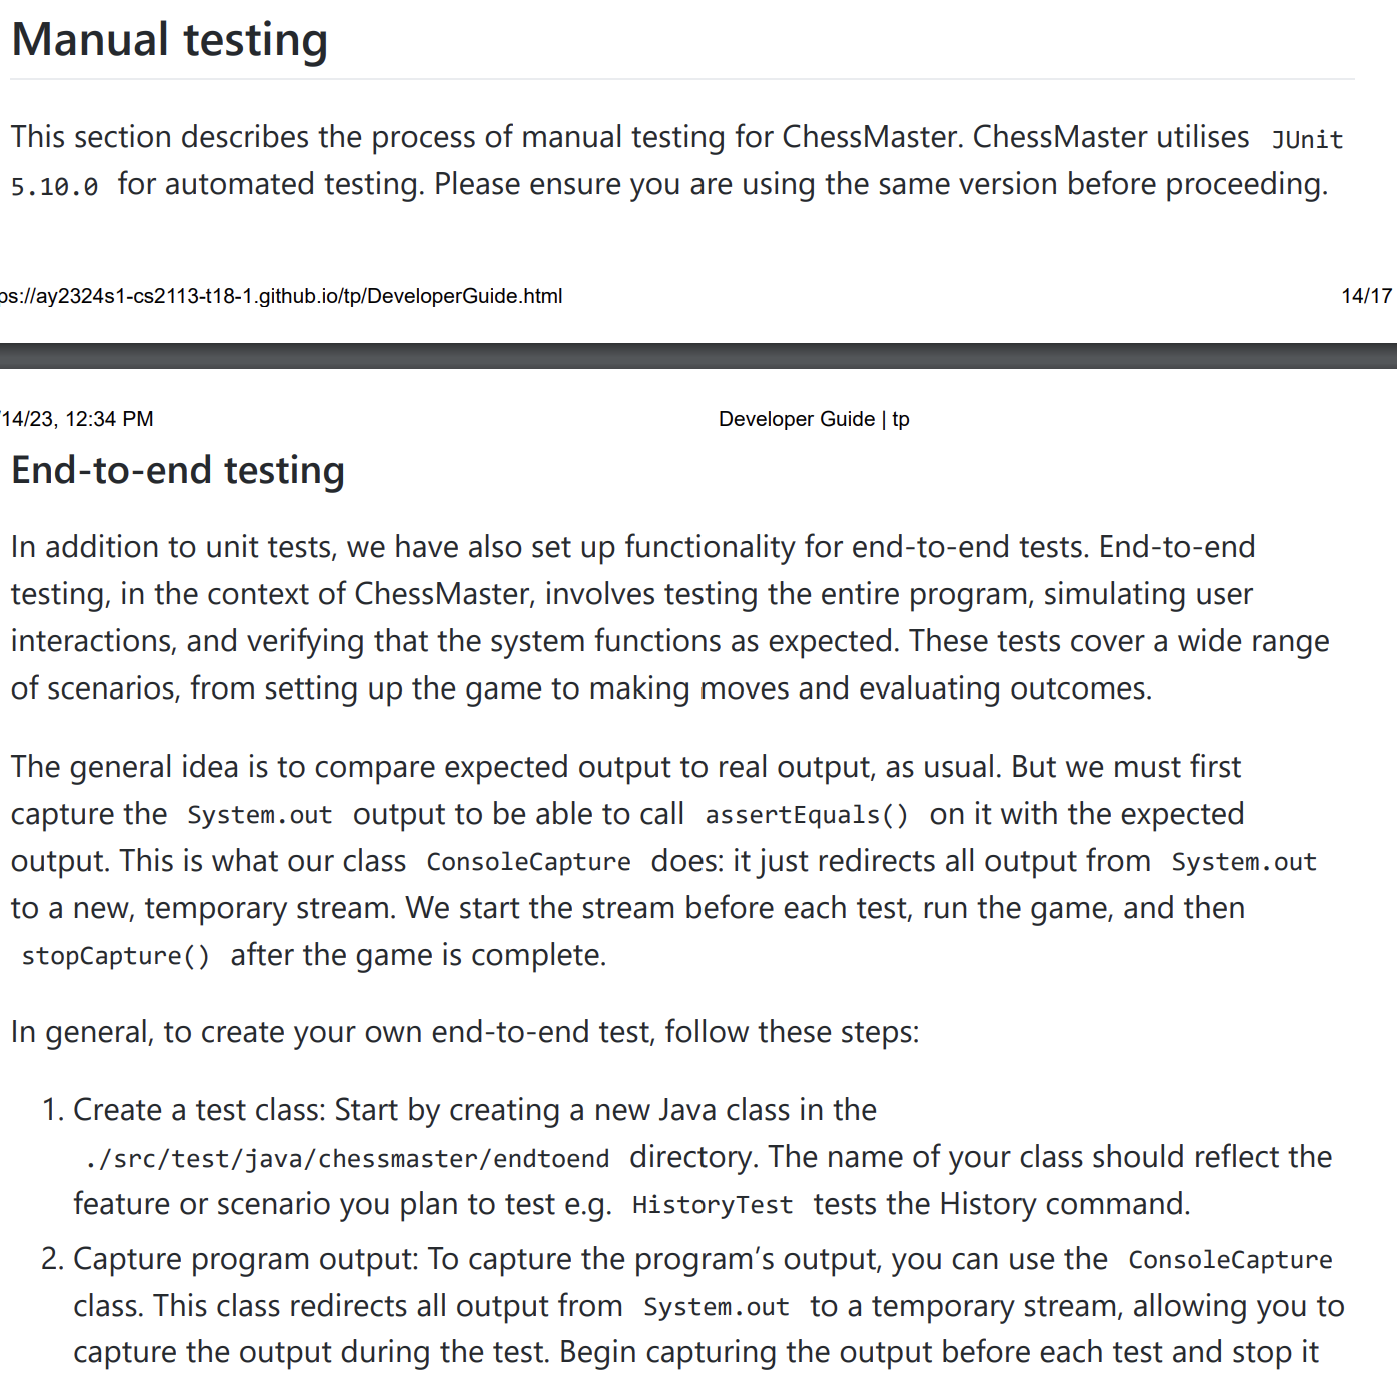 Manual testing
This section describes the process of manual testing for ChessMaster. ChessMaster utilises JUnit
5.10.0 for automated testing. Please ensure you are using the same version before proceeding.
ps://ay2324s1-cs2113-t18-1.github.io/tp/DeveloperGuide.html 14/17
/14/23, 12:34 PM Developer Guide | tp
End-to-end testing
In addition to unit tests, we have also set up functionality for end-to-end tests. End-to-end
testing, in the context of ChessMaster, involves testing the entire program, simulating user
interactions, and verifying that the system functions as expected. These tests cover a wide range
of scenarios, from setting up the game to making moves and evaluating outcomes.
The general idea is to compare expected output to real output, as usual. But we must first
capture the System.out output to be able to call assertEquals() on it with the expected
output. This is what our class ConsoleCapture does: it just redirects all output from System.out
to a new, temporary stream. We start the stream before each test, run the game, and then
stopCapture() after the game is complete.
In general, to create your own end-to-end test, follow these steps:
1. Create a test class: Start by creating a new Java class in the
./src/test/java/chessmaster/endtoend directory. The name of your class should reflect the
feature or scenario you plan to test e.g. HistoryTest tests the History command.
2. Capture program output: To capture the program's output, you can use the ConsoleCapture
class. This class redirects all output from System.out to a temporary stream, allowing you to
capture the output during the test. Begin capturing the output before each test and stop it